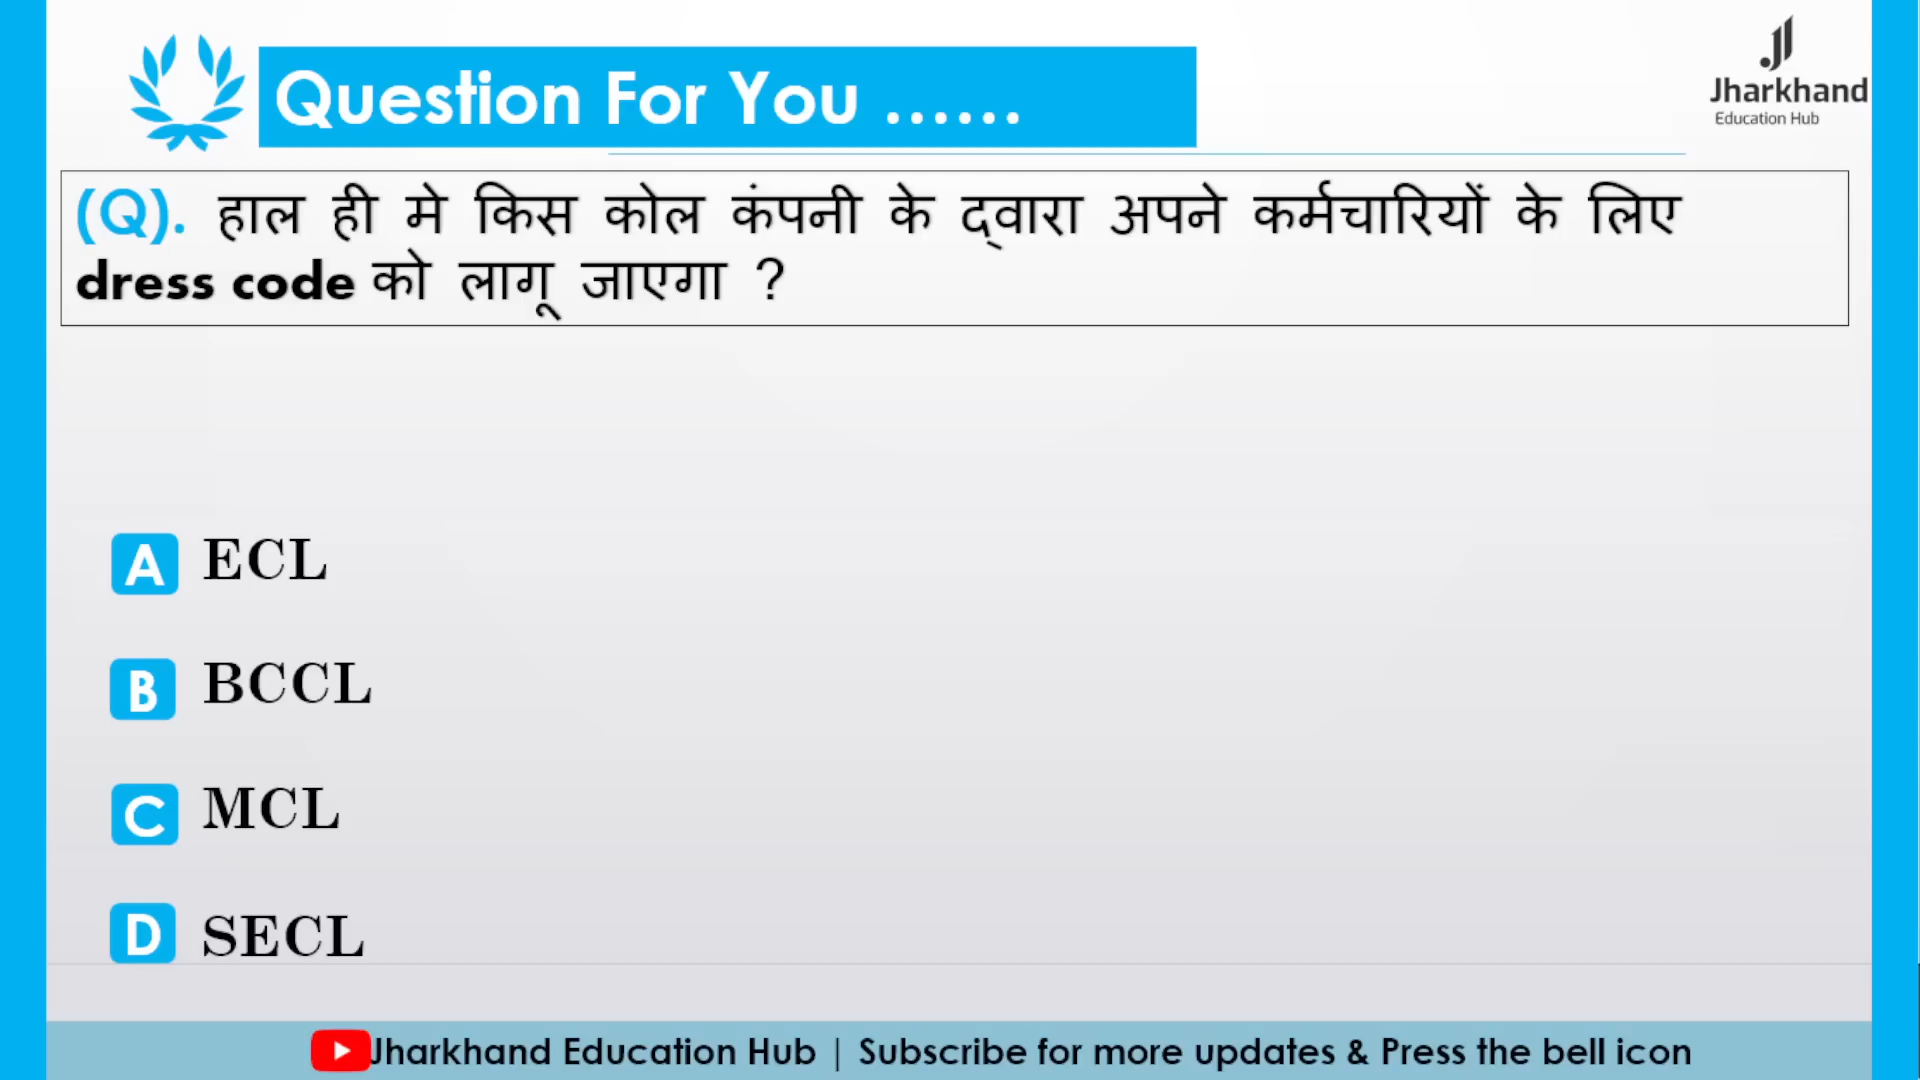 Question For You ......
Jharkhand
Education Hub
(Q). हाल ही मे किस कोल कंपनी के द्वारा अपने कर्मचारियों के लिए
dress code को लागू जाएगा ?
A ECL
B BCCL
C MCL
D SECL
Jharkhand Education Hub | Subscribe for more updates & Press the bell icon